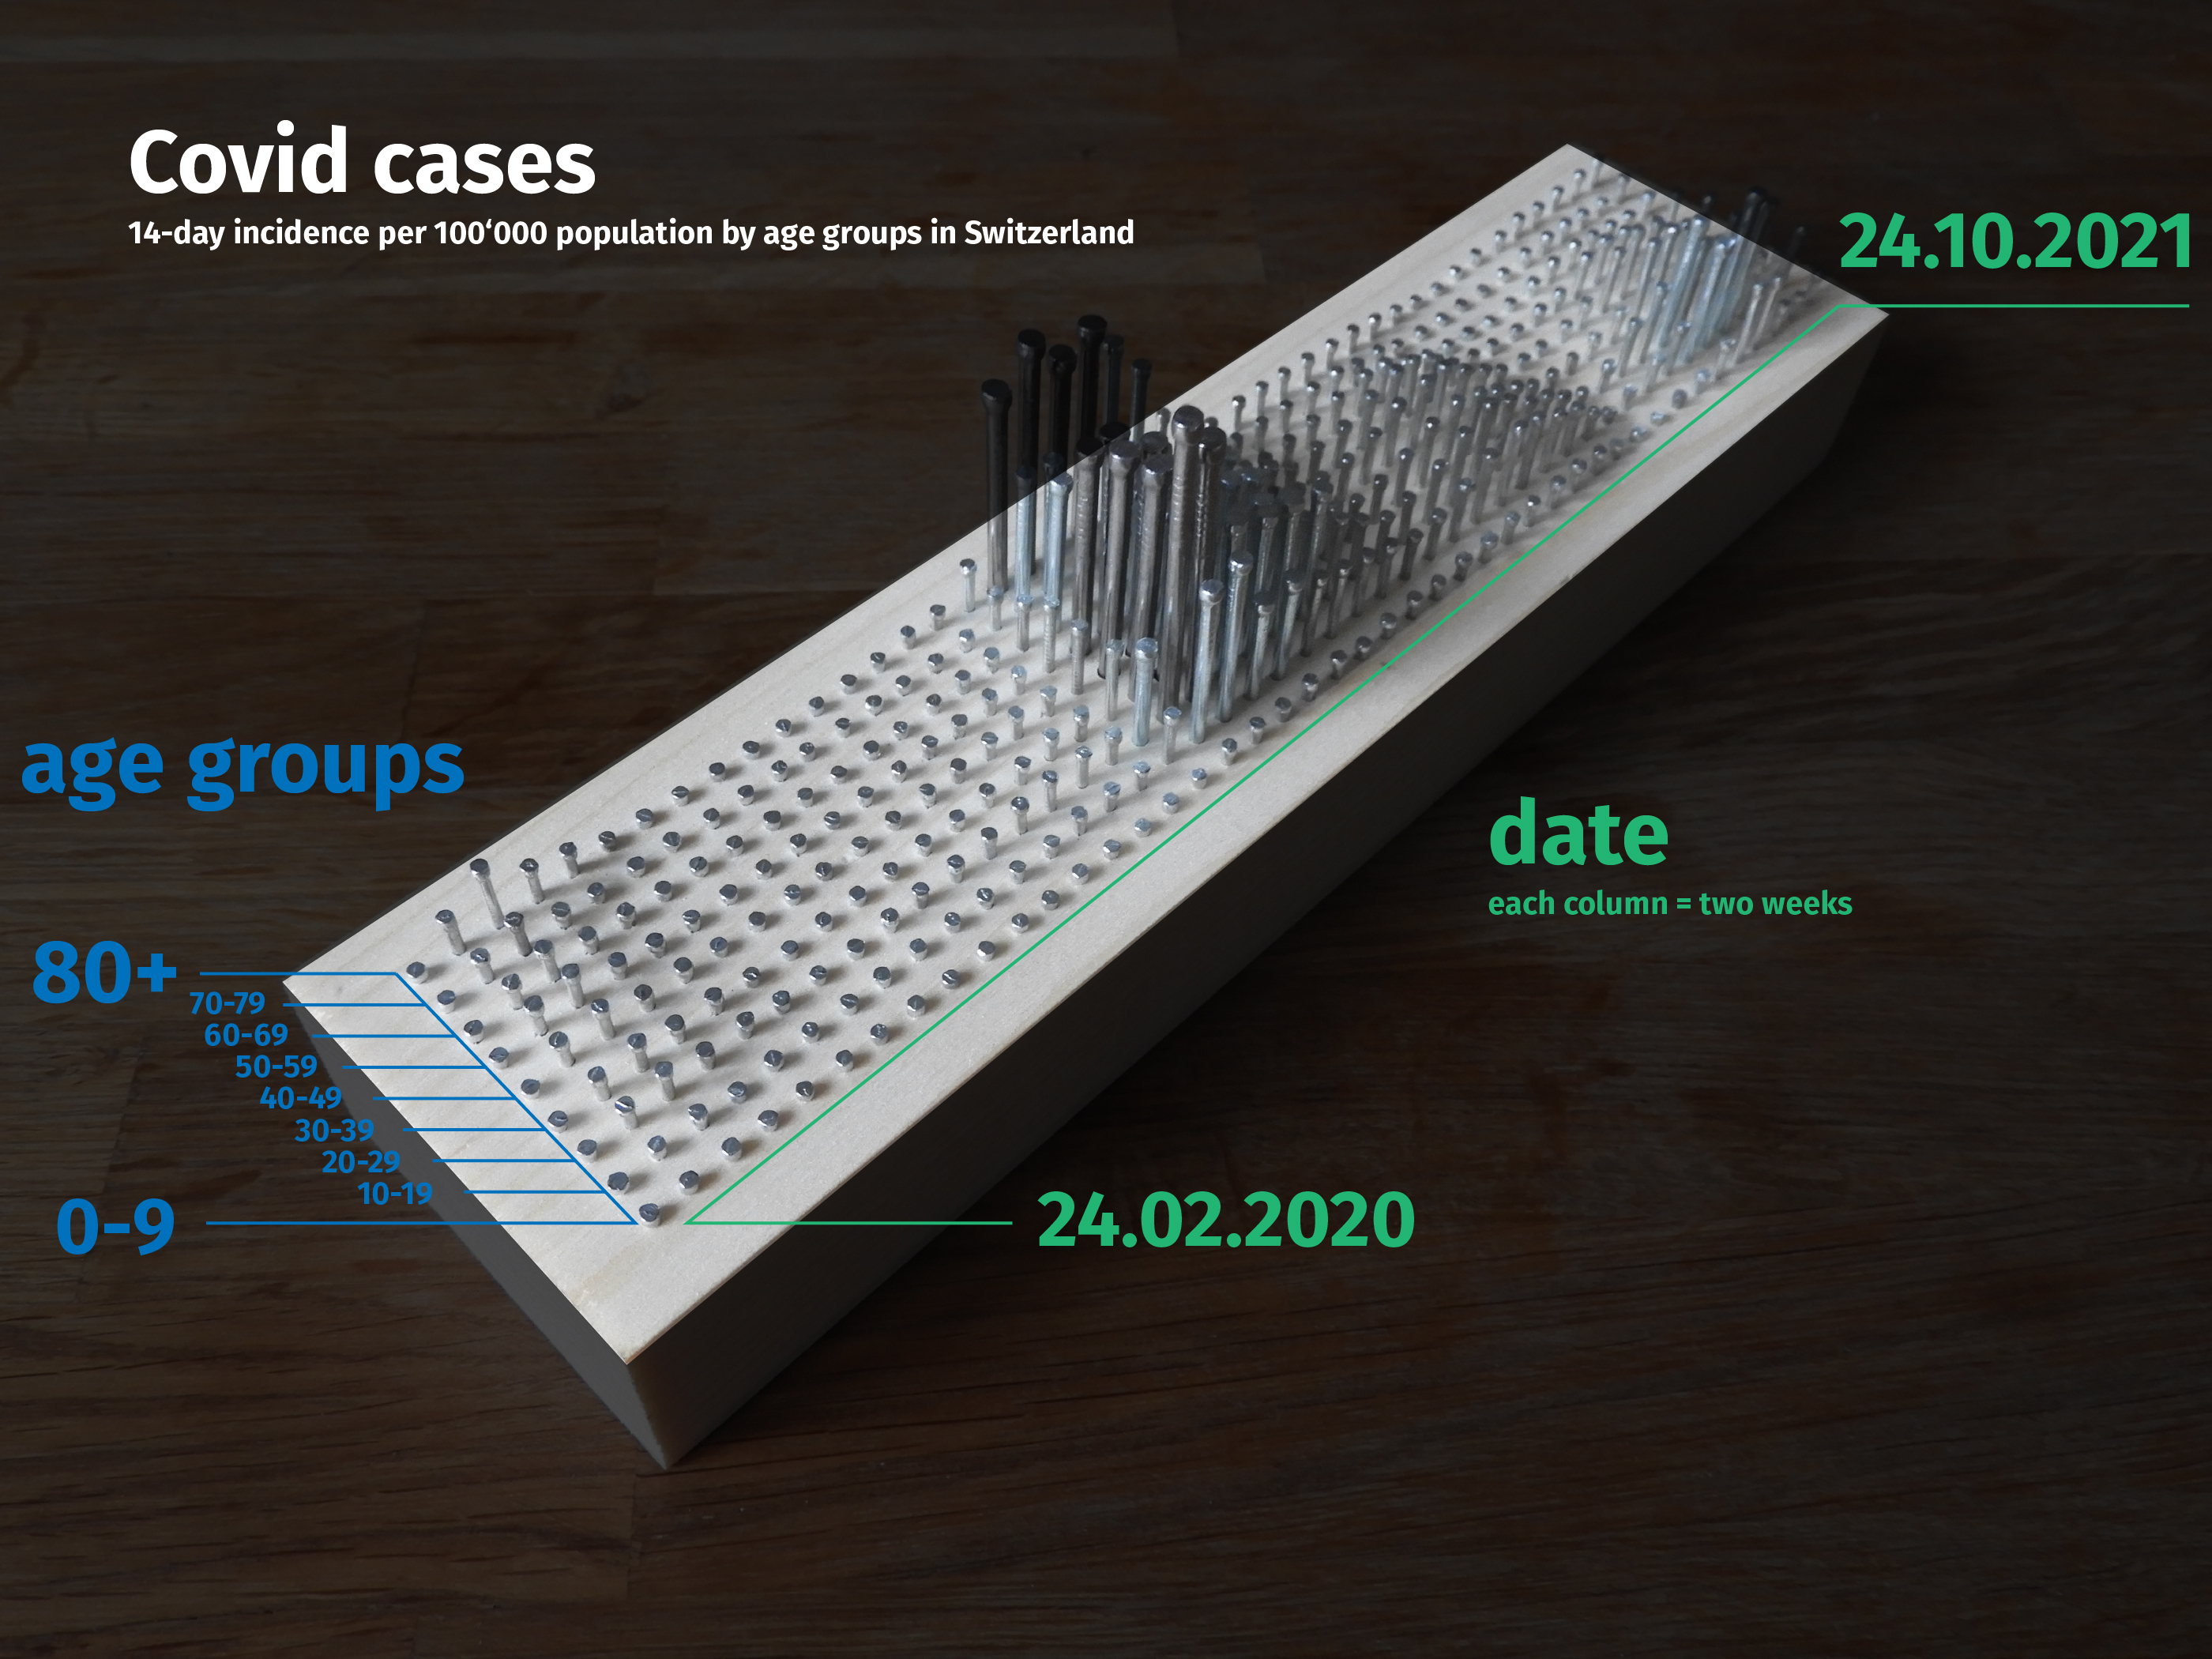 Covid cases
14-day incidence per 100‘000 population by age groups in Switzerland
24.10.2021
age groups
date
each column = two weeks
80+
70-79
60-69
50-59
40-49
30-39
20-29
10-19
0-9
24.02.2020